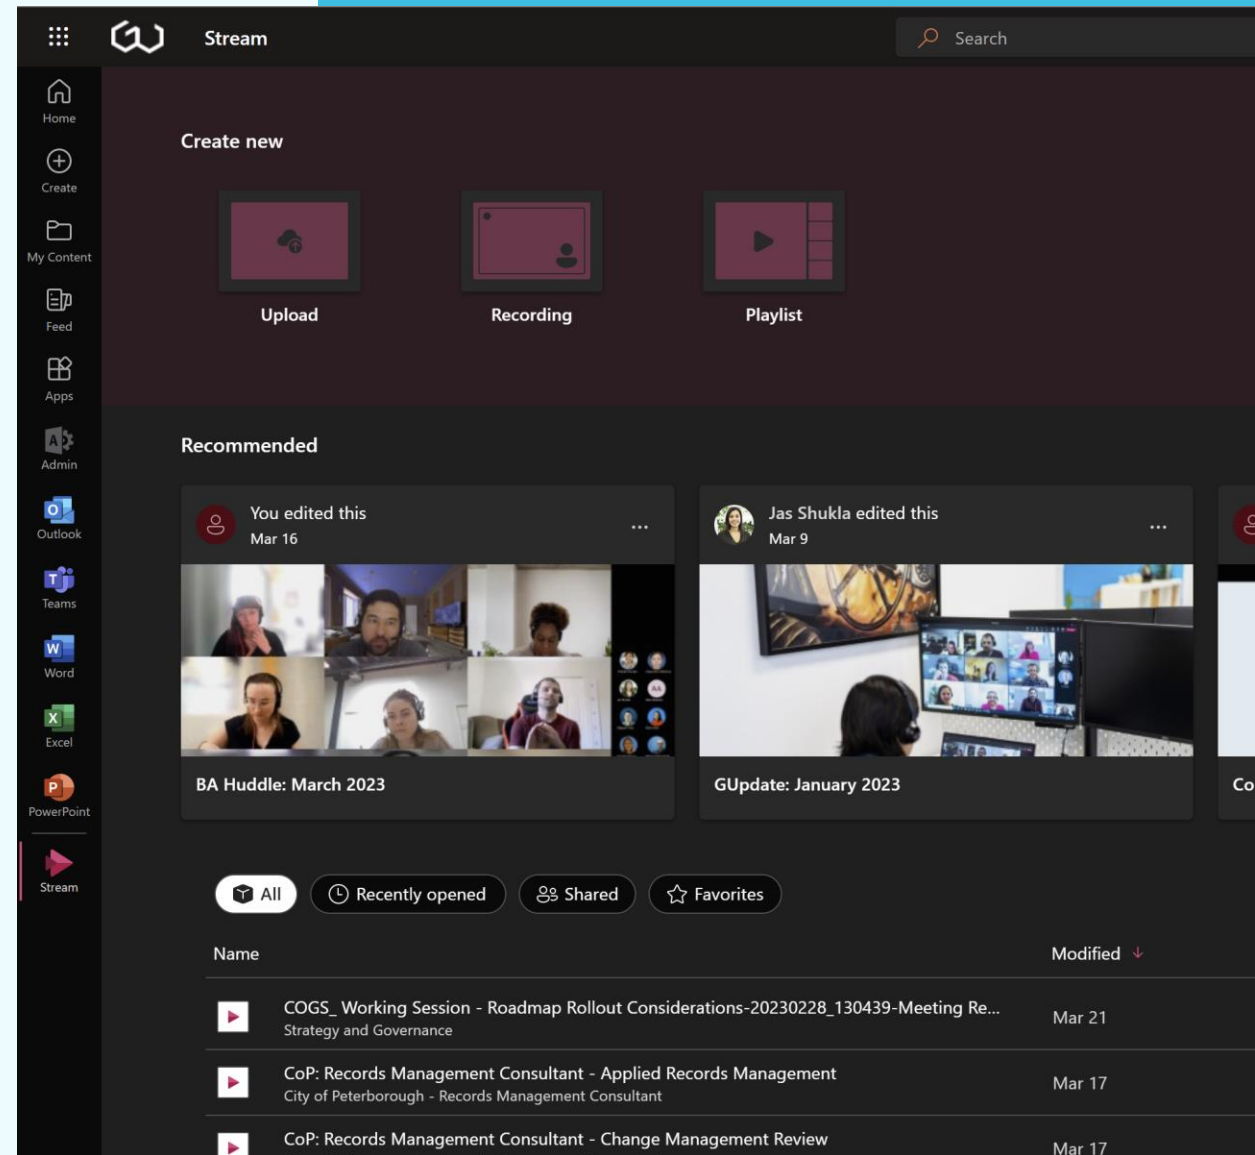 Stream
Search
Home
Create
My Content
Feed
Apps
Admin
Outlook
Teams
Word
Excel
PowerPoint
Stream
Create new
Upload
Recording
Playlist
Recommended
You edited this
Mar 16
...
Jas Shukla edited this
Mar 9
...
AA
BA Huddle: March 2023
GUpdate: January 2023
Co
All
Recently opened
Shared
Favorites
Name
Modified
COGS_ Working Session - Roadmap Rollout Considerations-20230228_130439-Meeting Re...
Strategy and Governance
Mar 21
CoP: Records Management Consultant - Applied Records Management
City of Peterborough - Records Management Consultant
Mar 17
CoP: Records Management Consultant - Change Management Review
Mar 17